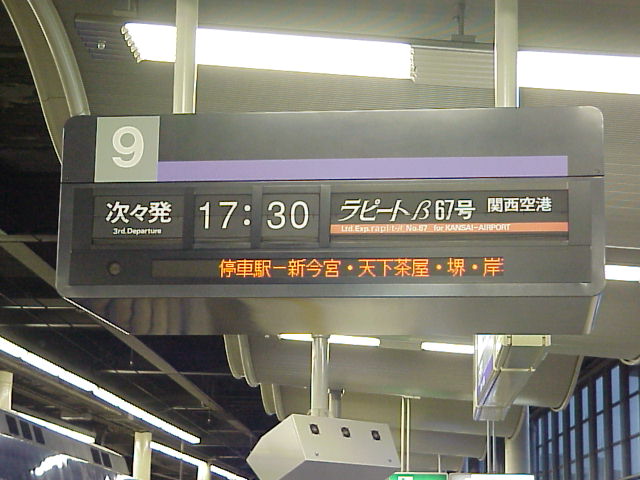 9
次々発 17:30 ラピートβ67号 関西空港
3rd.Departure Ltd.Exp.rapi:t-β No.67 for KANSAI-AIRPORT
停車駅－新今宮・天下茶屋・堺・岸